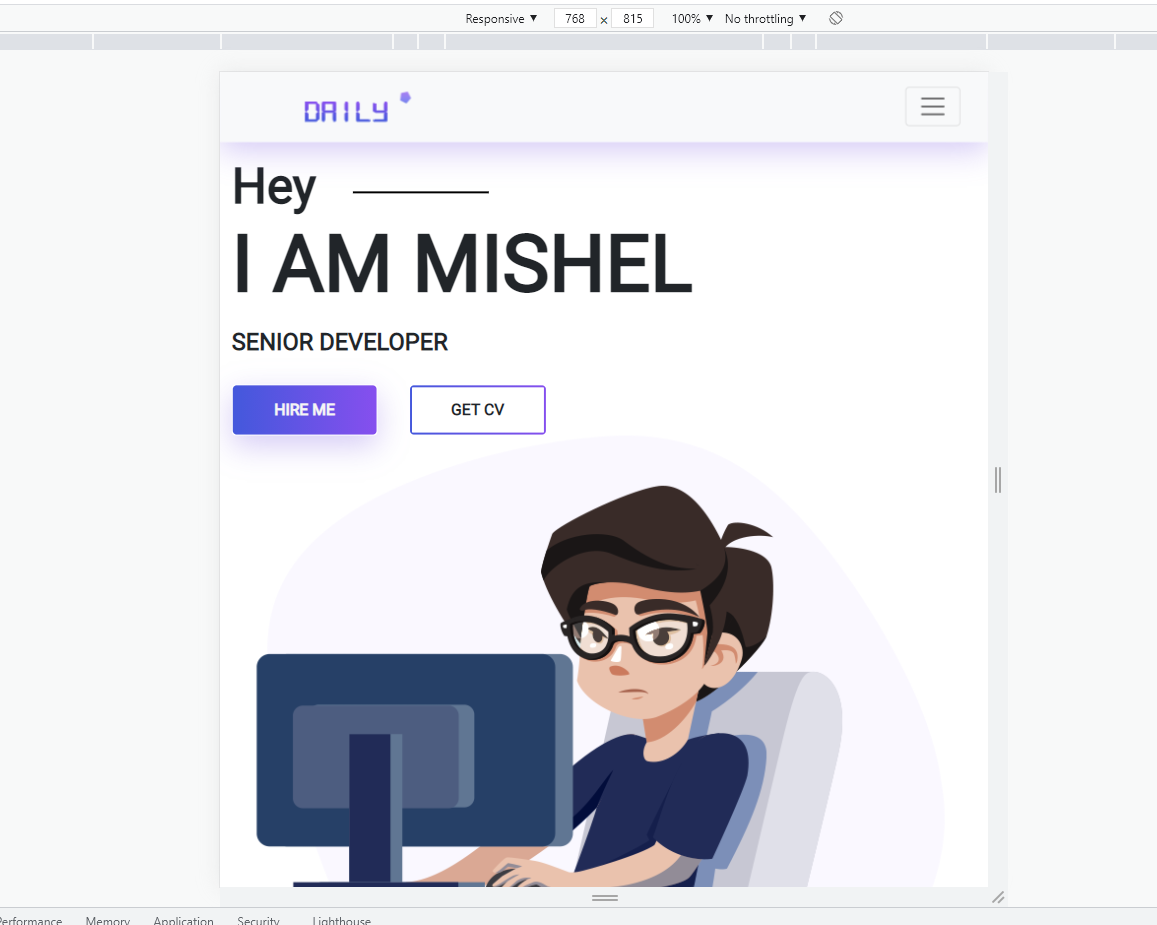 Responsive ▼ 768 × 815 100% ▼ No throttling ▼
DAILY
Hey
I AM MISHEL
SENIOR DEVELOPER
HIRE ME GET CV
Performance Memory Application Security Lighthouse